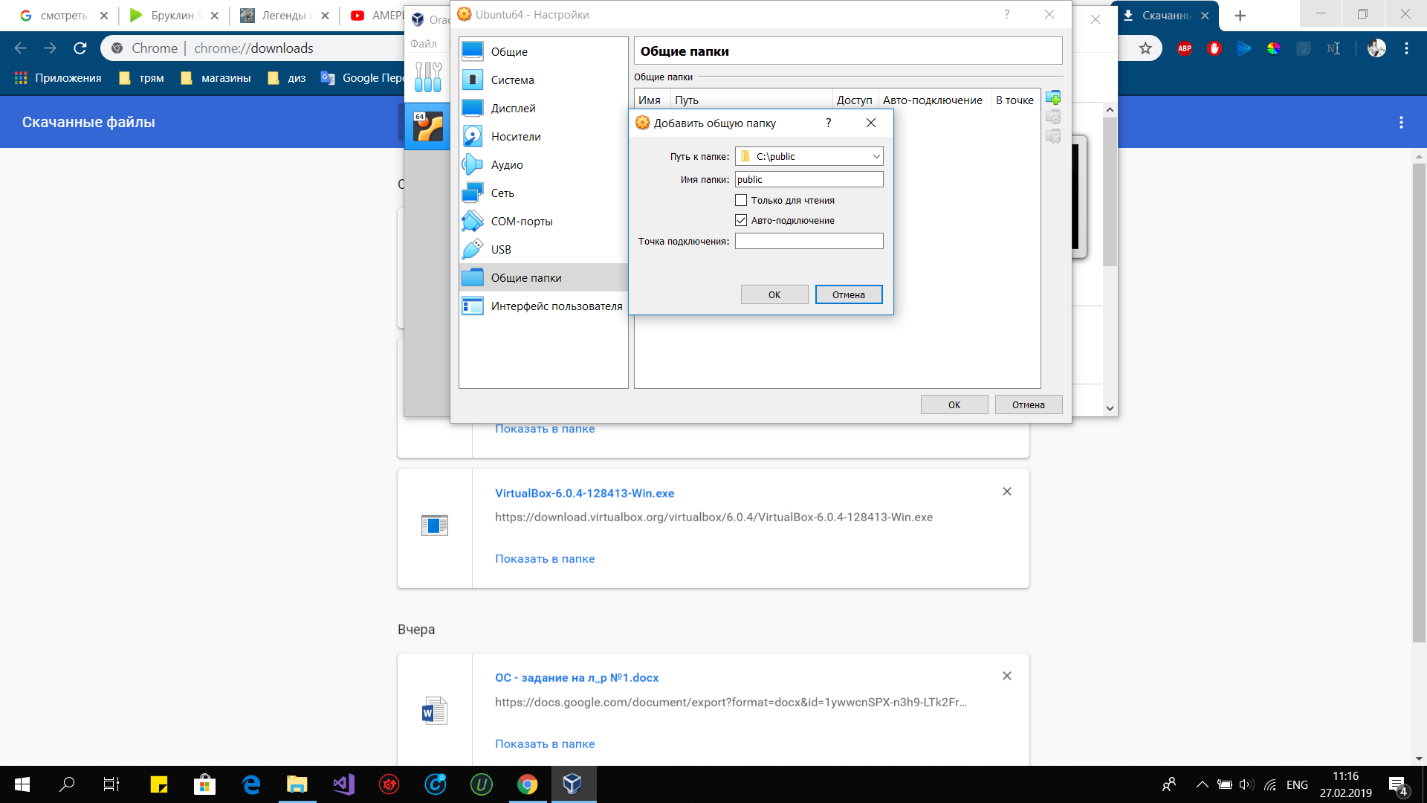 смотреть
Бруклин 9
Легенды и
АМЕР
Ora
Ubuntu64 - Настройки
?
Скачанны
Chrome
chrome://downloads
ABP
Файл
Приложения
трям
магазины
диз
Google Пере
Скачанные файлы
64
Общие
Система
Дисплей
Носители
Аудио
Сеть
COM-порты
USB
Общие папки
Интерфейс пользователя
Общие папки
Общие папки
Имя Путь Доступ Авто-подключение В точке
Добавить общую папку ?
Путь к папке: C:\public
Имя папки: public
Только для чтения
Авто-подключение
Точка подключения:
ОК Отмена
ОК Отмена
Показать в папке
VirtualBox-6.0.4-128413-Win.exe
https://download.virtualbox.org/virtualbox/6.0.4/VirtualBox-6.0.4-128413-Win.exe
Показать в папке
Вчера
ОС - задание на л_р №1.docx
https://docs.google.com/document/export?format=docx&id=1ywwcnSPX-n3h9-LTk2Fr...
Показать в папке
ENG
11:16
27.02.2019
4